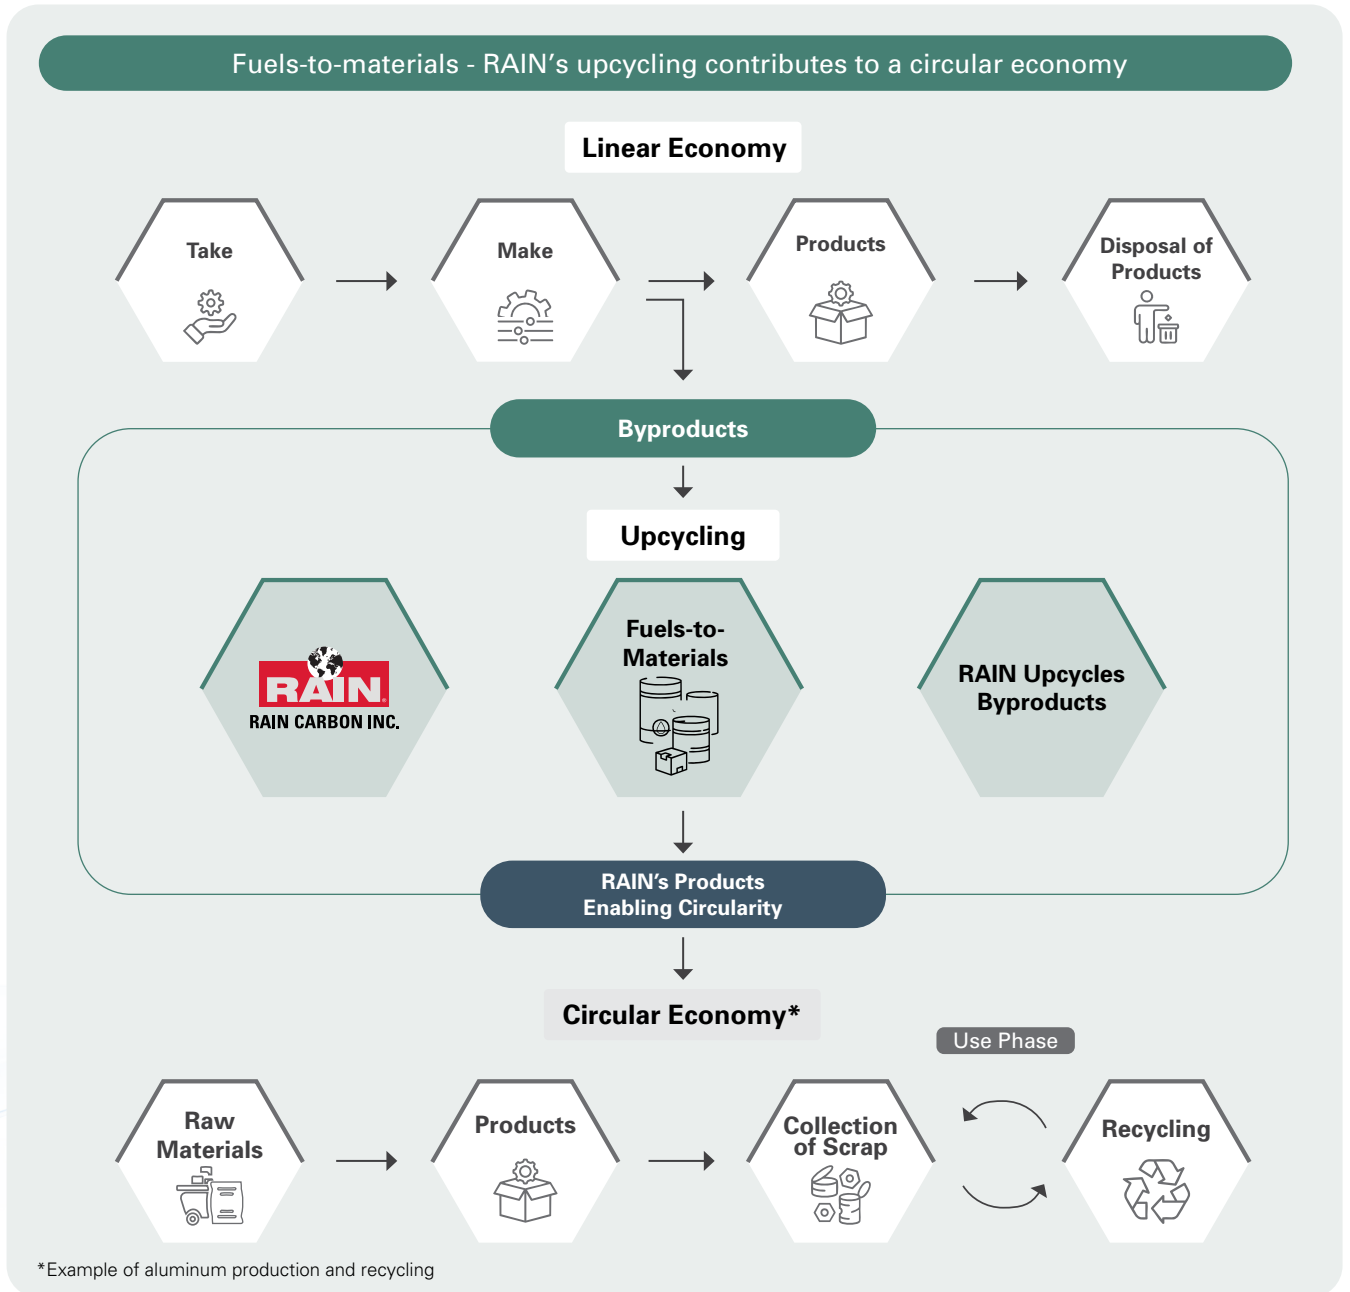 Fuels-to-materials - RAIN’s upcycling contributes to a circular economy
Linear Economy
Take
Make
Products
Disposal of
Products
Byproducts
Upcycling
RAIN®
RAIN CARBON INC.
Fuels-to-
Materials
RAIN Upcycles
Byproducts
RAIN’s Products
Enabling Circularity
Circular Economy*
Use Phase
Raw
Materials
Products
Collection
of Scrap
Recycling
*Example of aluminum production and recycling